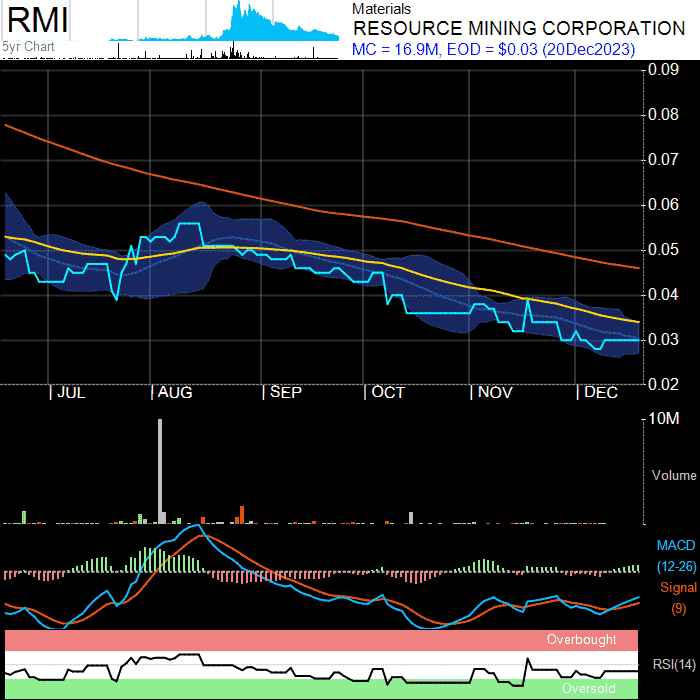 RMI
5yr Chart
Materials
RESOURCE MINING CORPORATION
MC = 16.9M, EOD = $0.03 (20Dec2023)
0.09
0.08
0.07
0.06
0.05
0.04
0.03
0.02
JUL AUG SEP OCT NOV DEC
10M
Volume
MACD
(12-26)
Signal
(9)
Overbought
RSI(14)
Oversold